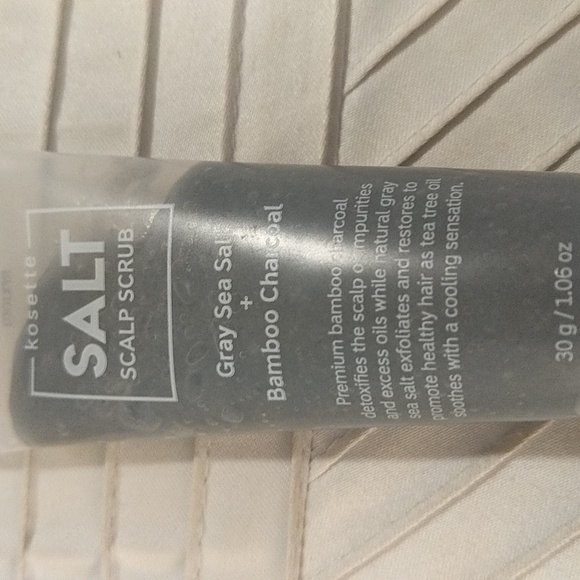 kosette
SALT
SCALP SCRUB
Gray Sea Salt
+
Bamboo Charcoal
Premium bamboo charcoal
detoxifies the scalp of impurities
and excess oils while natural gray
sea salt exfoliates and restores to
promote healthy hair as tea tree oil
soothes with a cooling sensation.
30 g / 1.06 oz